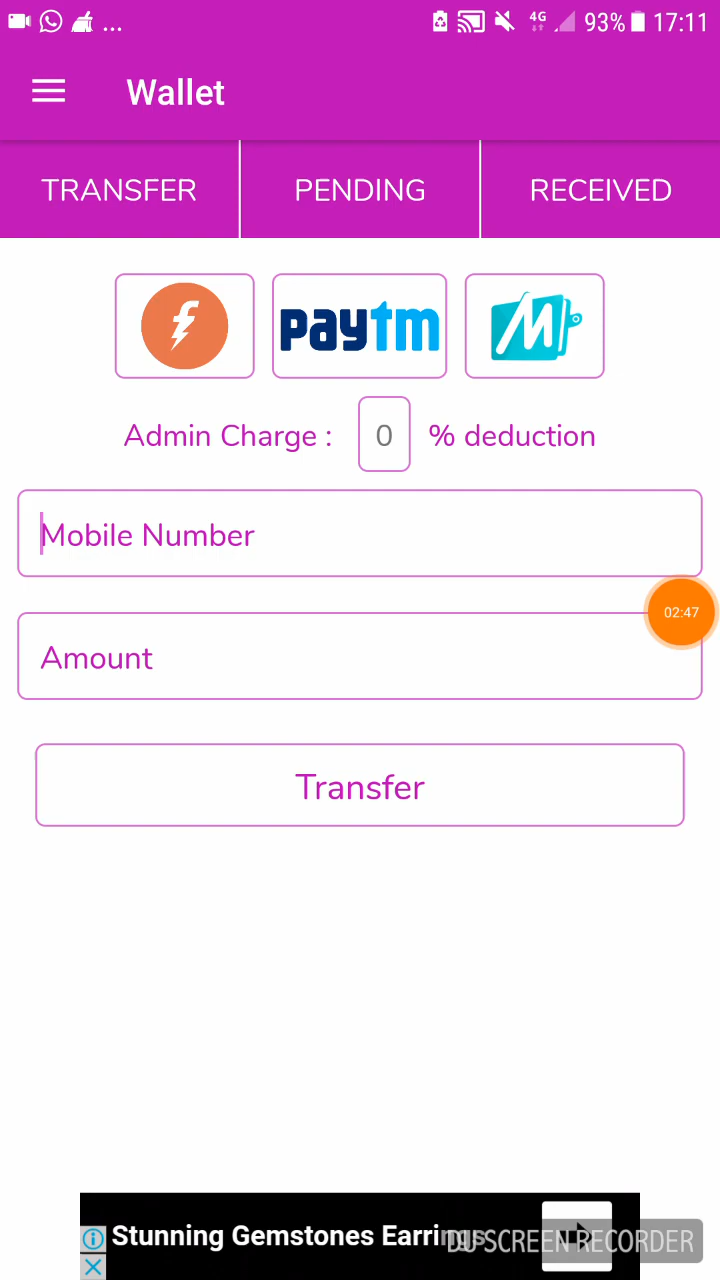 ... 4G 93% 17:11
Wallet
TRANSFER PENDING RECEIVED
paytm M
Admin Charge : 0 % deduction
Mobile Number
02:47
Amount
Transfer
Stunning Gemstones Earrings
DU SCREEN RECORDER